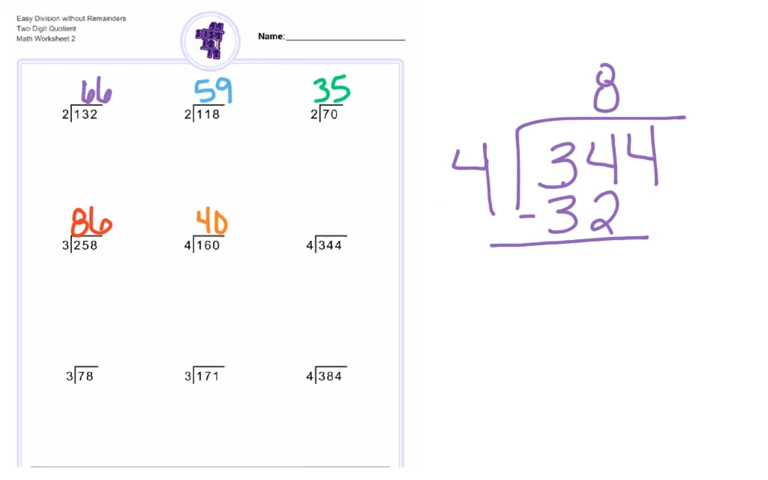 Easy Division without Remainders
Two Digit Quotient
Math Worksheet 2
Name:
66 59 35
2 132 2 118 2 70
86 40
3 258 4 160 4 344
3 78 3 171 4 384
8
4 344
-32